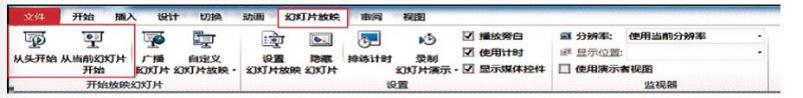 文件 开始 插入 设计 切换 动画 幻灯片放映 审阅 视图
从头开始 从当前幻灯片开始 广播幻灯片 自定义幻灯片放映 设置幻灯片放映 隐藏幻灯片 排练计时 录制幻灯片演示 播放旁白 使用计时 显示媒体控件 分辨率: 使用当前分辨率 显示位置: 使用演示者视图
开始放映幻灯片 设置 监视器